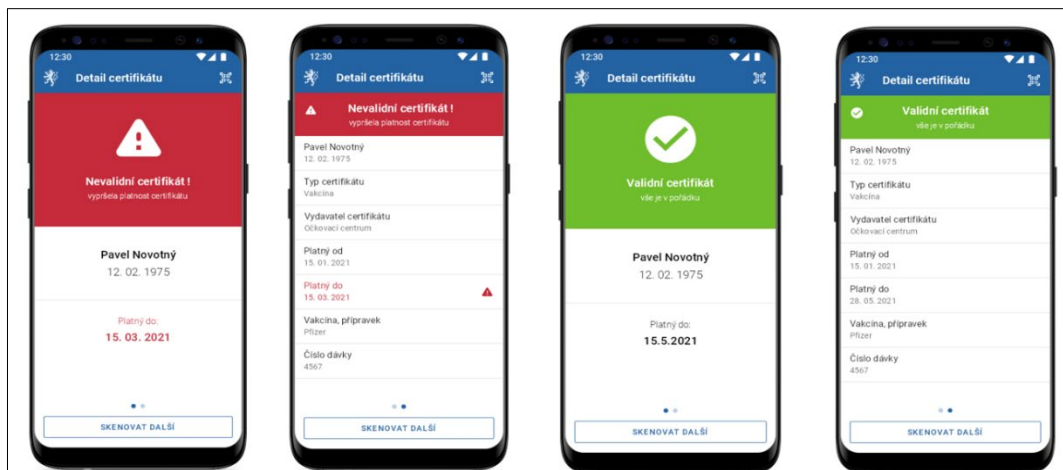 12:30
Detail certifikátu
Nevalidní certifikát !
vypršela platnost certifikátu
Pavel Novotný
12. 02. 1975
Platný do:
15. 03. 2021
SKENOVAT DALŠÍ
12:30
Detail certifikátu
Nevalidní certifikát !
vypršela platnost certifikátu
Pavel Novotný
12. 02. 1975
Typ certifikátu
Vakcína
Vydavatel certifikátu
Očkovací centrum
Platný od
15. 01. 2021
Platný do
15. 03. 2021
Vakcína, přípravek
Pfizer
Číslo dávky
4567
SKENOVAT DALŠÍ
12:30
Detail certifikátu
Validní certifikát
vše je v pořádku
Pavel Novotný
12. 02. 1975
Platný do:
15.5.2021
SKENOVAT DALŠÍ
12:30
Detail certifikátu
Validní certifikát
vše je v pořádku
Pavel Novotný
12. 02. 1975
Typ certifikátu
Vakcína
Vydavatel certifikátu
Očkovací centrum
Platný od
15. 01. 2021
Platný do
28. 05. 2021
Vakcína, přípravek
Pfizer
Číslo dávky
4567
SKENOVAT DALŠÍ